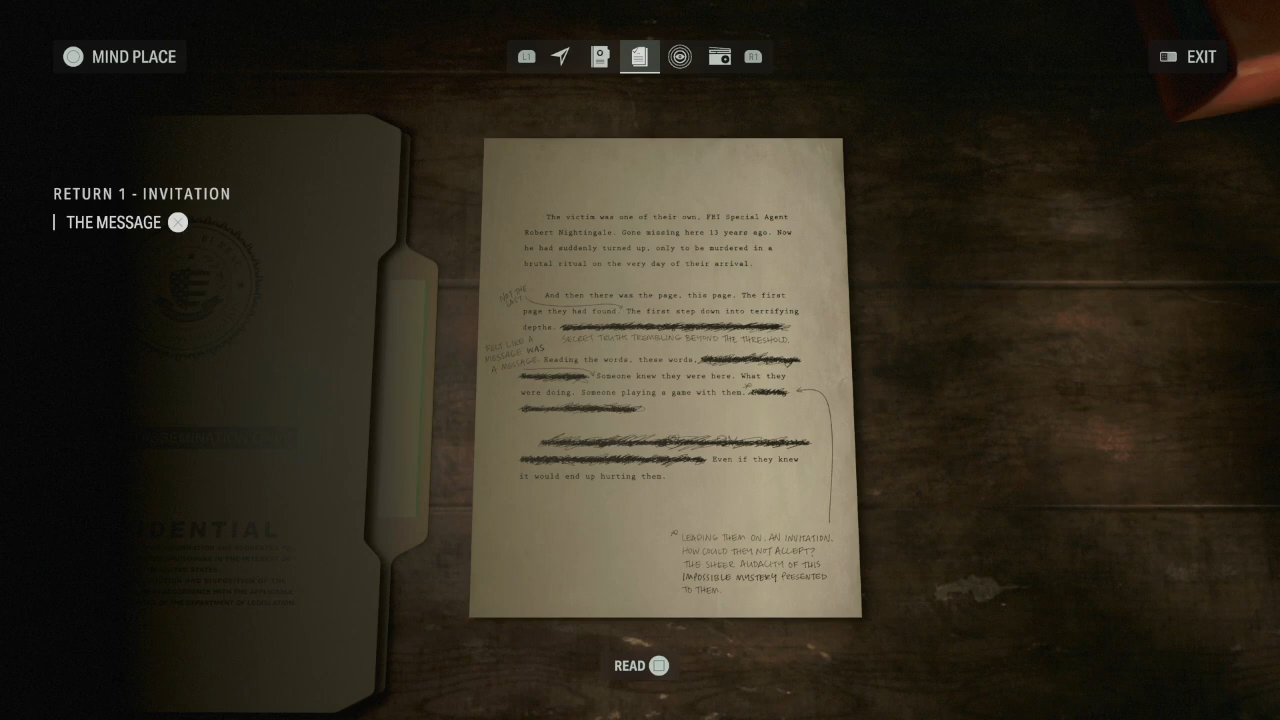 MIND PLACE
L1
R1
EXIT
RETURN 1 - INVITATION
THE MESSAGE
The victim was one of their own, FBI Special Agent
Robert Nightingale. Gone missing here 13 years ago. Now
he had suddenly turned up, only to be murdered in a
brutal ritual on the very day of their arrival.
NOT THE
LAST.
And then there was the page, this page. The first
page they had found. The first step down into terrifying
depths.
SECRET TRUTHS TREMBLING BEYOND THE THRESHOLD.
FELT LIKE A
MESSAGE WAS
A MESSAGE.
Reading the words, these words,
Someone knew they were here. What they
were doing. Someone playing a game with them.
Even if they knew
it would end up hurting them.
LEADING THEM ON. AN INVITATION.
HOW COULD THEY NOT ACCEPT?
THE SHEER AUDACITY OF THIS
IMPOSSIBLE MYSTERY PRESENTED
TO THEM.
DENTIAL
READ